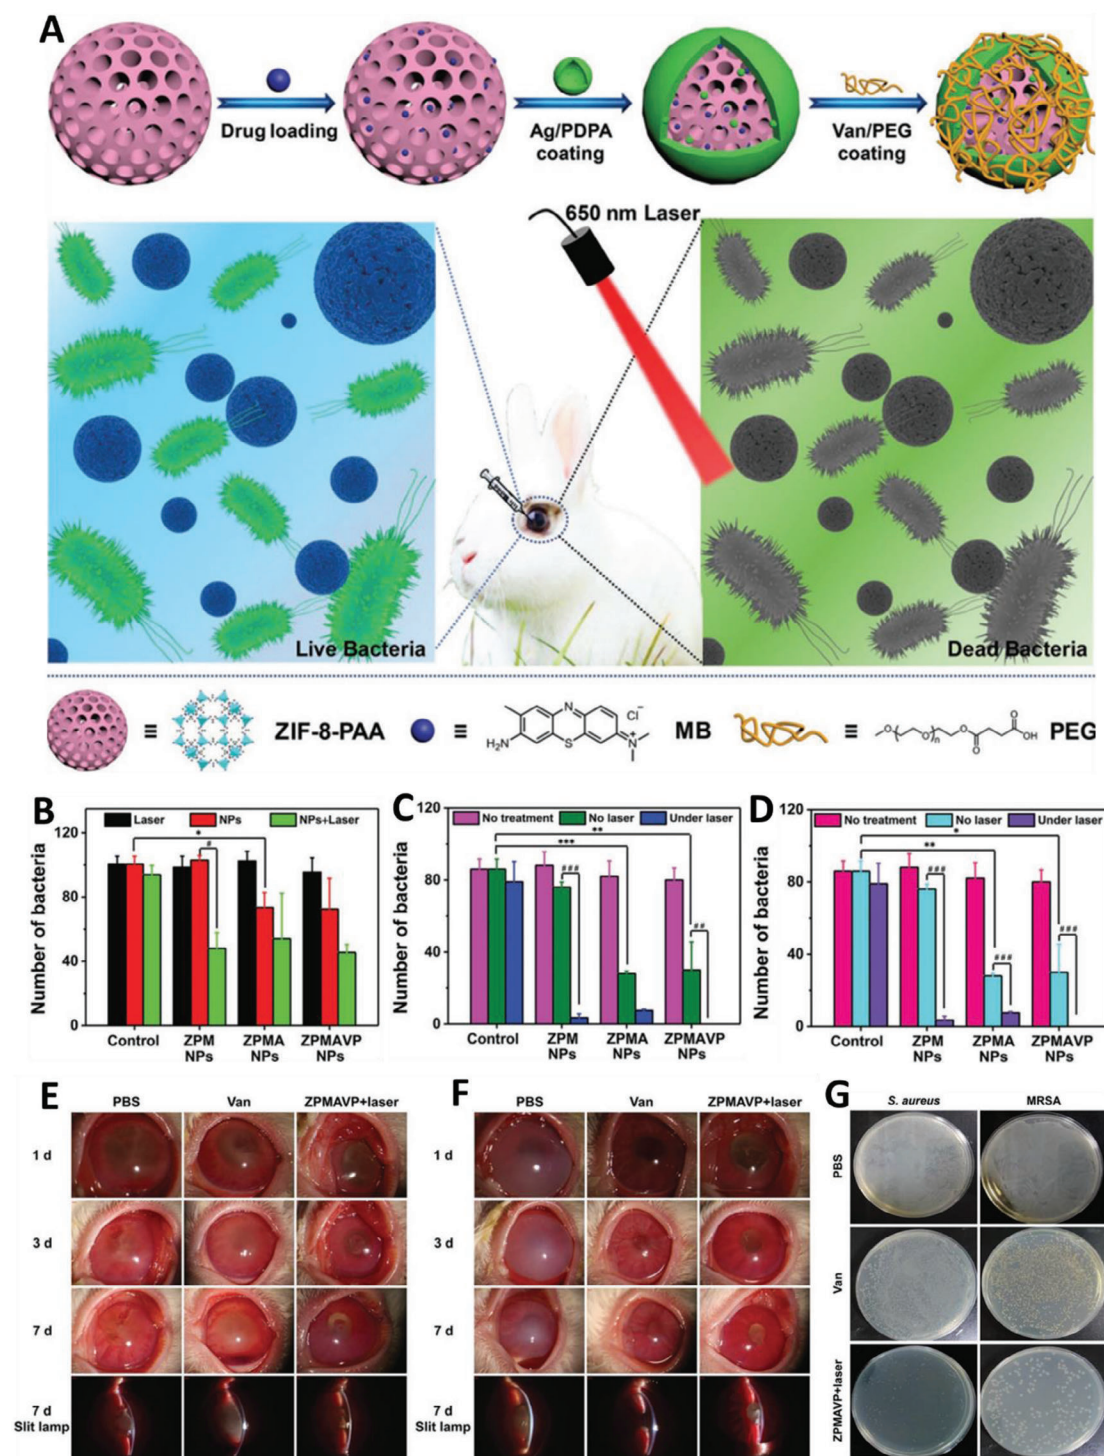 A
Drug loading
Ag/PDPA
coating
Van/PEG
coating
650 nm Laser
Live Bacteria
Dead Bacteria
≡ ZIF-8-PAA ≡ N H₂N S N⁺ Cl⁻ MB ≡ O O n O O O OH PEG
B
Laser NPs NPs+Laser
* #
Number of bacteria
120
80
40
0
Control ZPM NPs ZPMA NPs ZPMAVP NPs
C
No treatment No laser Under laser
**
***
### ##
Number of bacteria
120
80
40
0
Control ZPM NPs ZPMA NPs ZPMAVP NPs
D
No treatment No laser Under laser
*
**
### ### ###
Number of bacteria
120
80
40
0
Control ZPM NPs ZPMA NPs ZPMAVP NPs
E
PBS Van ZPMAVP+laser
1 d
3 d
7 d
7 d
Slit lamp
F
PBS Van ZPMAVP+laser
1 d
3 d
7 d
7 d
Slit lamp
G
S. aureus MRSA
PBS
Van
ZPMAVP+laser